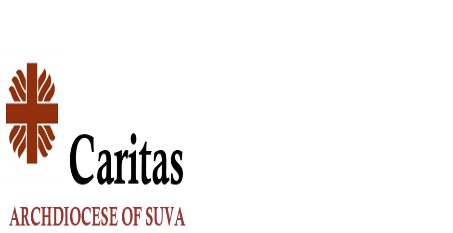 Caritas
ARCHDIOCESE OF SUVA